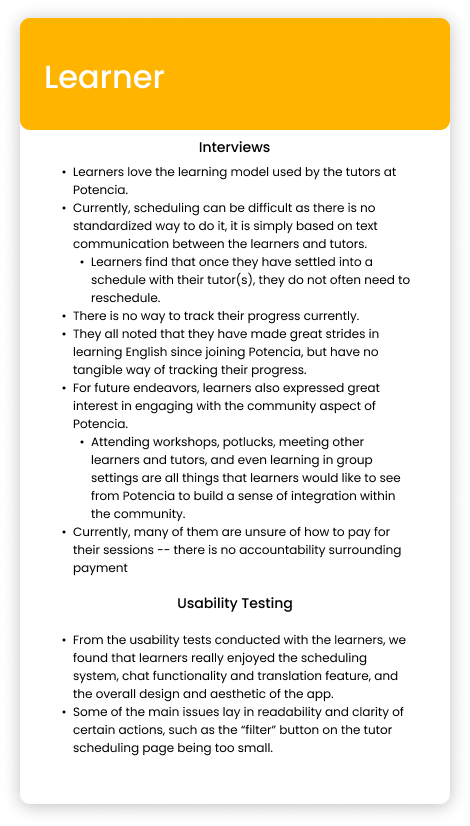 Learner
Interviews
• Learners love the learning model used by the tutors at
Potencia.
• Currently, scheduling can be difficult as there is no
standardized way to do it, it is simply based on text
communication between the learners and tutors.
• Learners find that once they have settled into a
schedule with their tutor(s), they do not often need to
reschedule.
• There is no way to track their progress currently.
• They all noted that they have made great strides in
learning English since joining Potencia, but have no
tangible way of tracking their progress.
• For future endeavors, learners also expressed great
interest in engaging with the community aspect of
Potencia.
• Attending workshops, potlucks, meeting other
learners and tutors, and even learning in group
settings are all things that learners would like to see
from Potencia to build a sense of integration within
the community.
• Currently, many of them are unsure of how to pay for
their sessions -- there is no accountability surrounding
payment
Usability Testing
• From the usability tests conducted with the learners, we
found that learners really enjoyed the scheduling
system, chat functionality and translation feature, and
the overall design and aesthetic of the app.
• Some of the main issues lay in readability and clarity of
certain actions, such as the “filter” button on the tutor
scheduling page being too small.